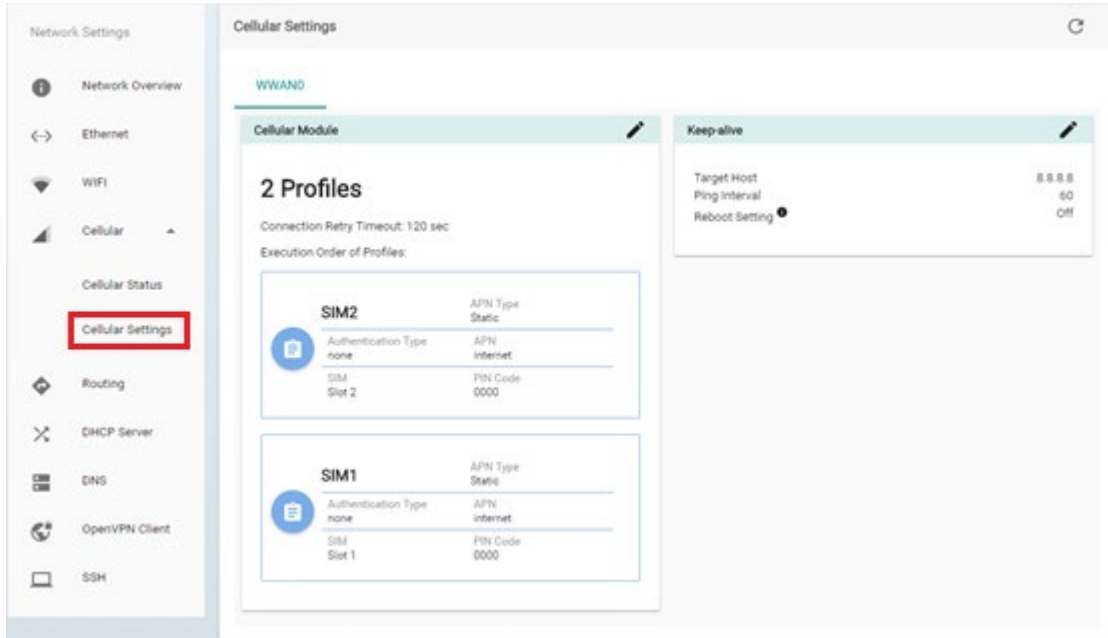 Network Settings
Network Overview
Ethernet
WIFI
Cellular
Cellular Status
Cellular Settings
Routing
DHCP Server
DNS
OpenVPN Client
SSH
Cellular Settings
WWAN0
Cellular Module
2 Profiles
Connection Retry Timeout: 120 sec
Execution Order of Profiles:
SIM2
APN Type
Static
Authentication Type
none
APN
internet
SIM
Slot 2
PIN Code
0000
SIM1
APN Type
Static
Authentication Type
none
APN
internet
SIM
Slot 1
PIN Code
0000
Keep-alive
Target Host 8.8.8.8
Ping Interval 60
Reboot Setting Off